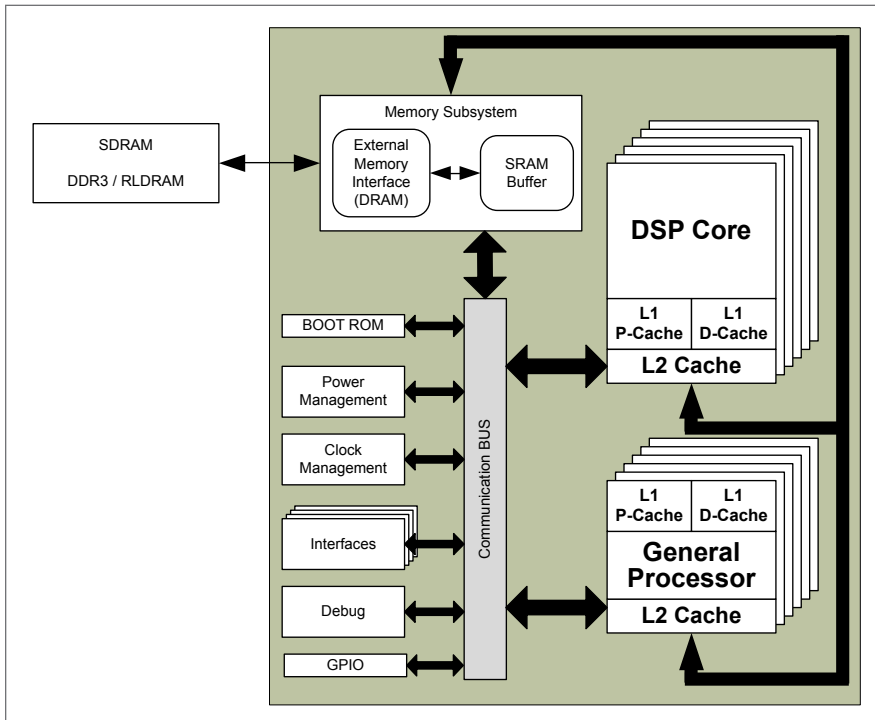 SDRAM
DDR3 / RLDRAM
Memory Subsystem
External
Memory
Interface
(DRAM)
SRAM
Buffer
DSP Core
L1
P-Cache
L1
D-Cache
L2 Cache
BOOT ROM
Power
Management
Clock
Management
Interfaces
Debug
GPIO
Communication BUS
L1
P-Cache
L1
D-Cache
General
Processor
L2 Cache